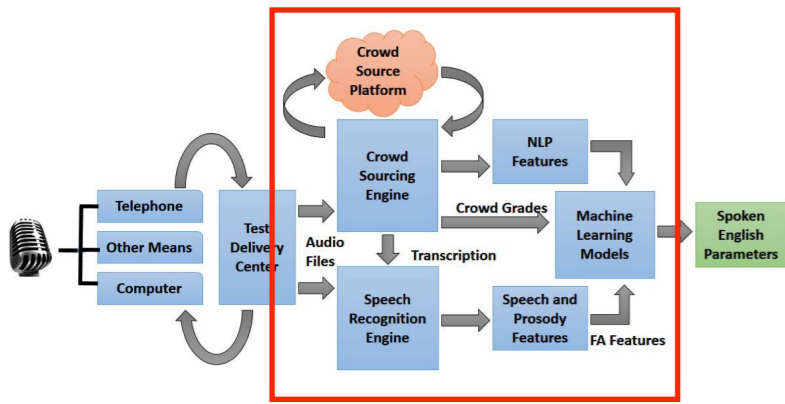 Crowd
Source
Platform
Crowd
Sourcing
Engine
NLP
Features
Telephone
Other Means
Computer
Test
Delivery
Center
Audio
Files
Crowd Grades
Transcription
Machine
Learning
Models
Spoken
English
Parameters
Speech
Recognition
Engine
Speech and
Prosody
Features
FA Features